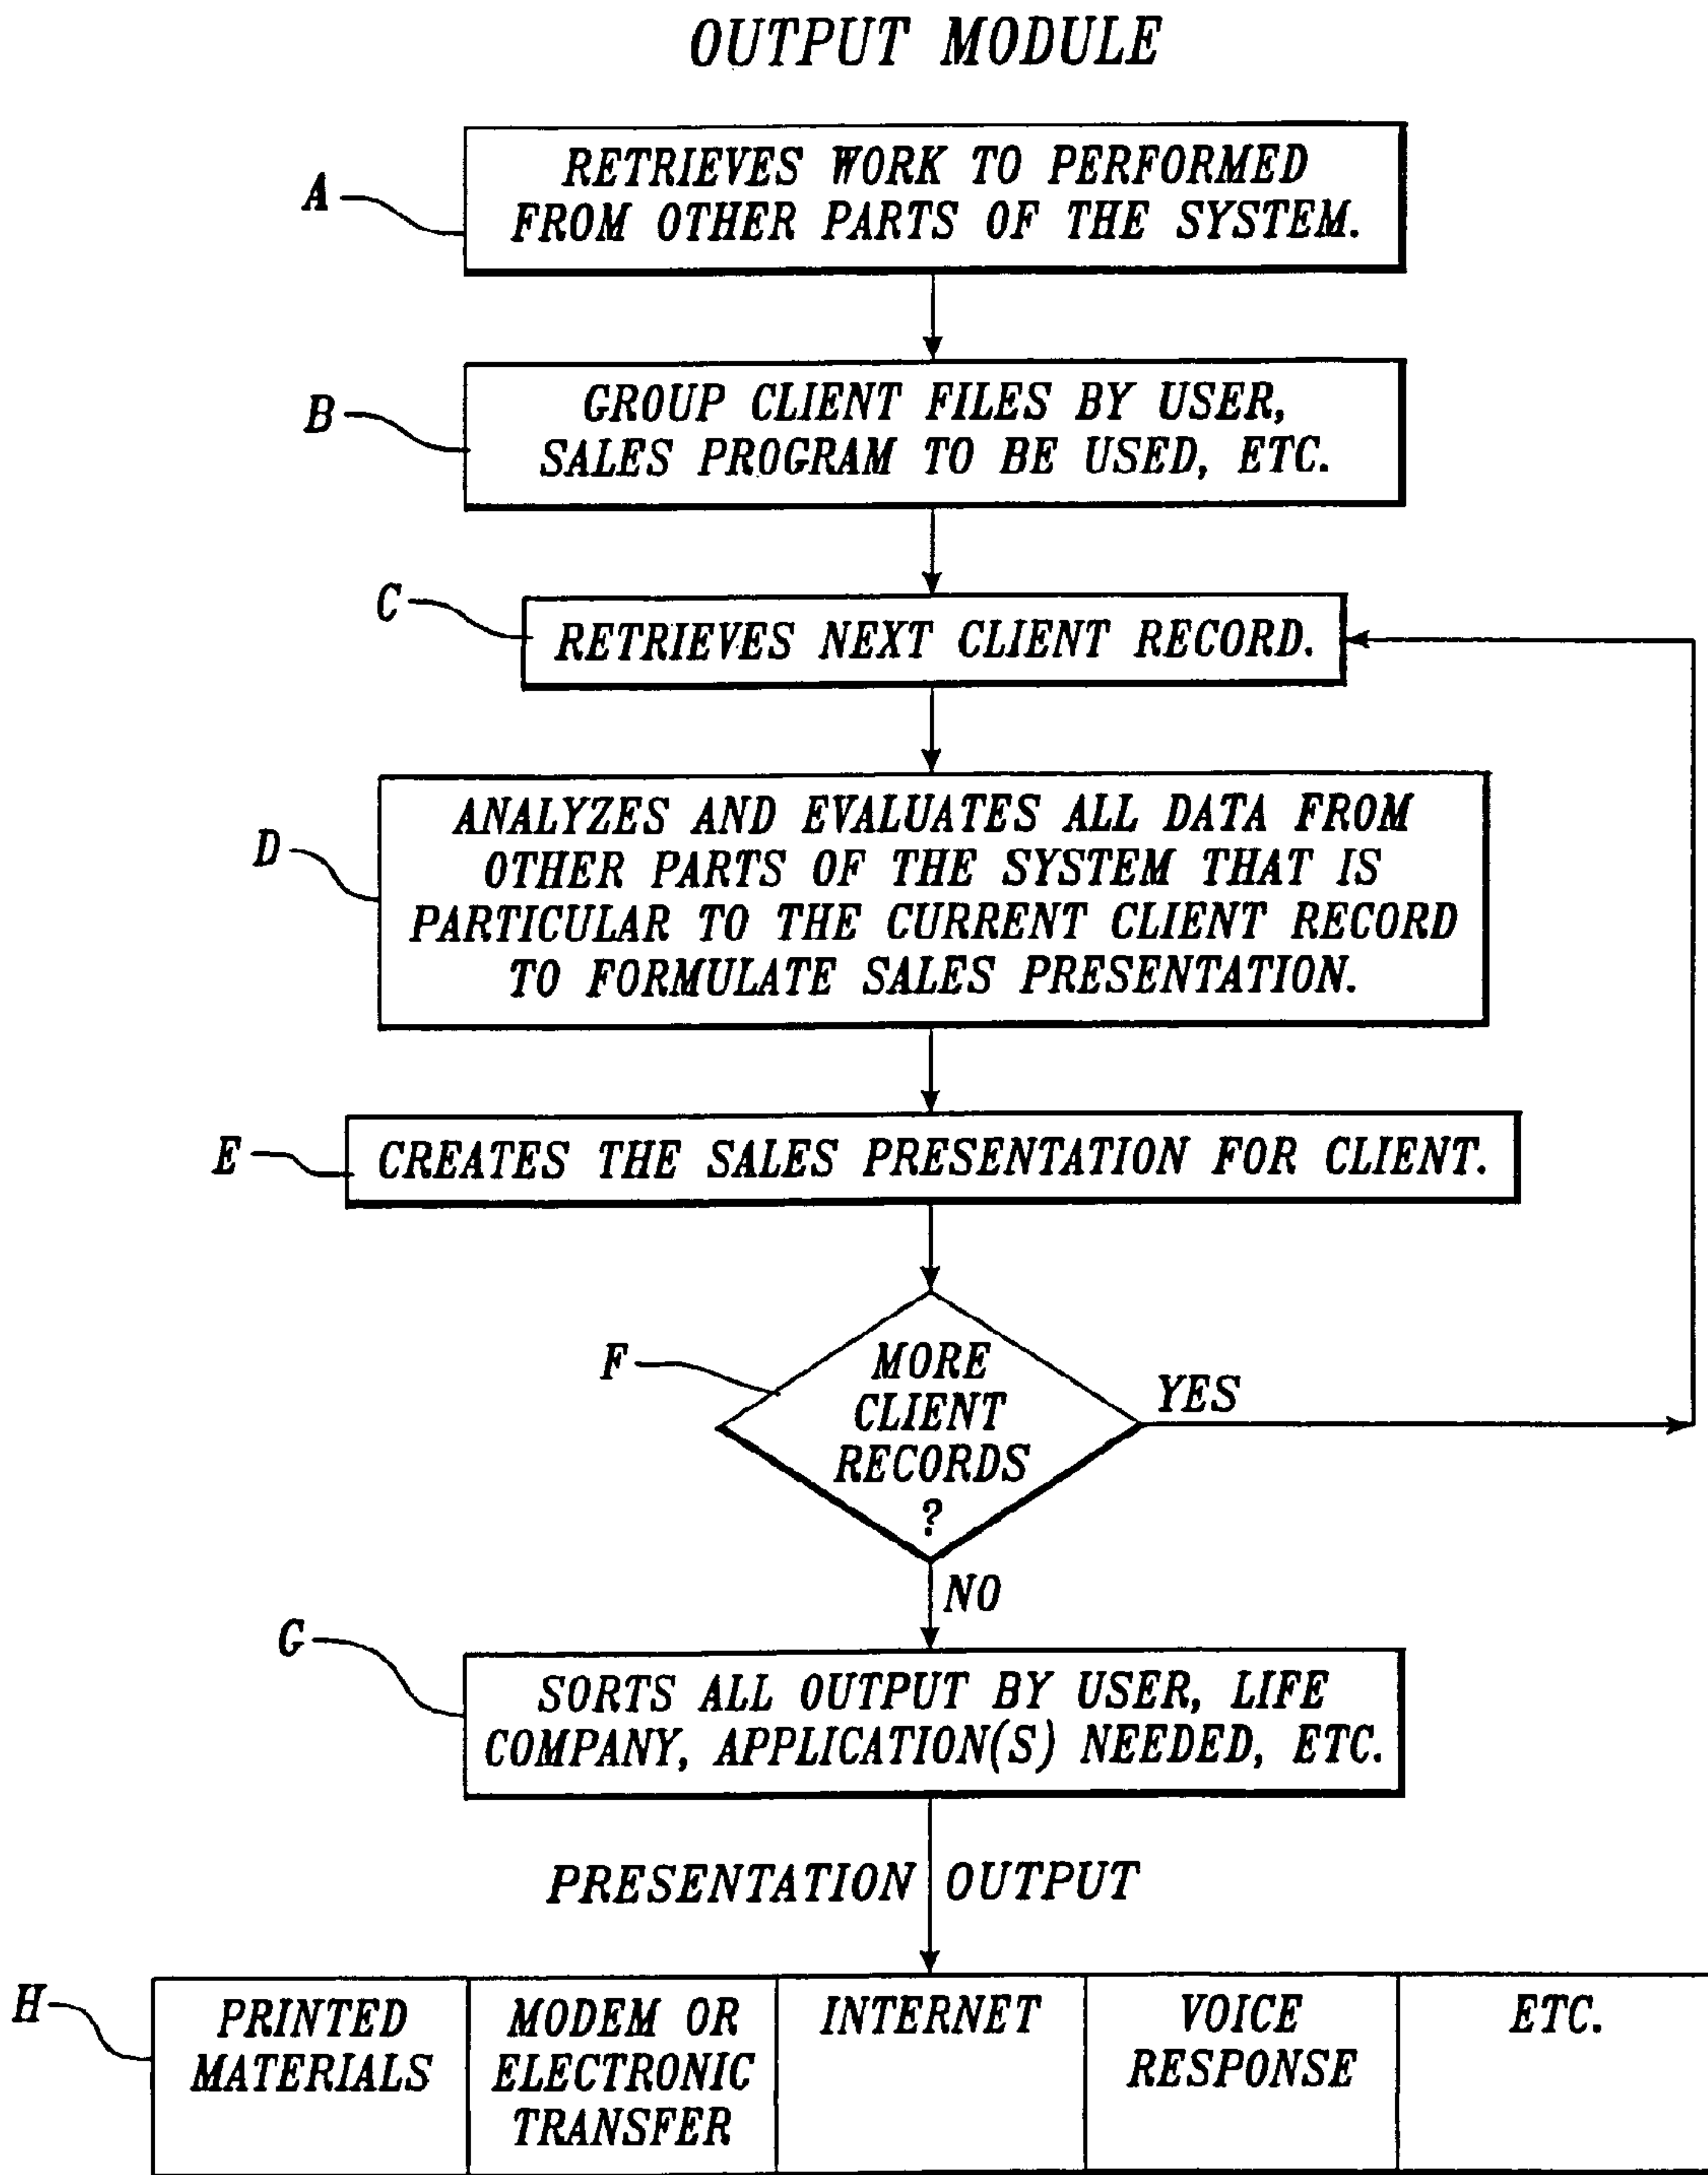 OUTPUT MODULE
A
RETRIEVES WORK TO PERFORMED
FROM OTHER PARTS OF THE SYSTEM.
B
GROUP CLIENT FILES BY USER,
SALES PROGRAM TO BE USED, ETC.
C
RETRIEVES NEXT CLIENT RECORD.
D
ANALYZES AND EVALUATES ALL DATA FROM
OTHER PARTS OF THE SYSTEM THAT IS
PARTICULAR TO THE CURRENT CLIENT RECORD
TO FORMULATE SALES PRESENTATION.
E
CREATES THE SALES PRESENTATION FOR CLIENT.
F
MORE
CLIENT
RECORDS
?
YES
NO
G
SORTS ALL OUTPUT BY USER, LIFE
COMPANY, APPLICATION(S) NEEDED, ETC.
PRESENTATION OUTPUT
H
PRINTED
MATERIALS
MODEM OR
ELECTRONIC
TRANSFER
INTERNET
VOICE
RESPONSE
ETC.